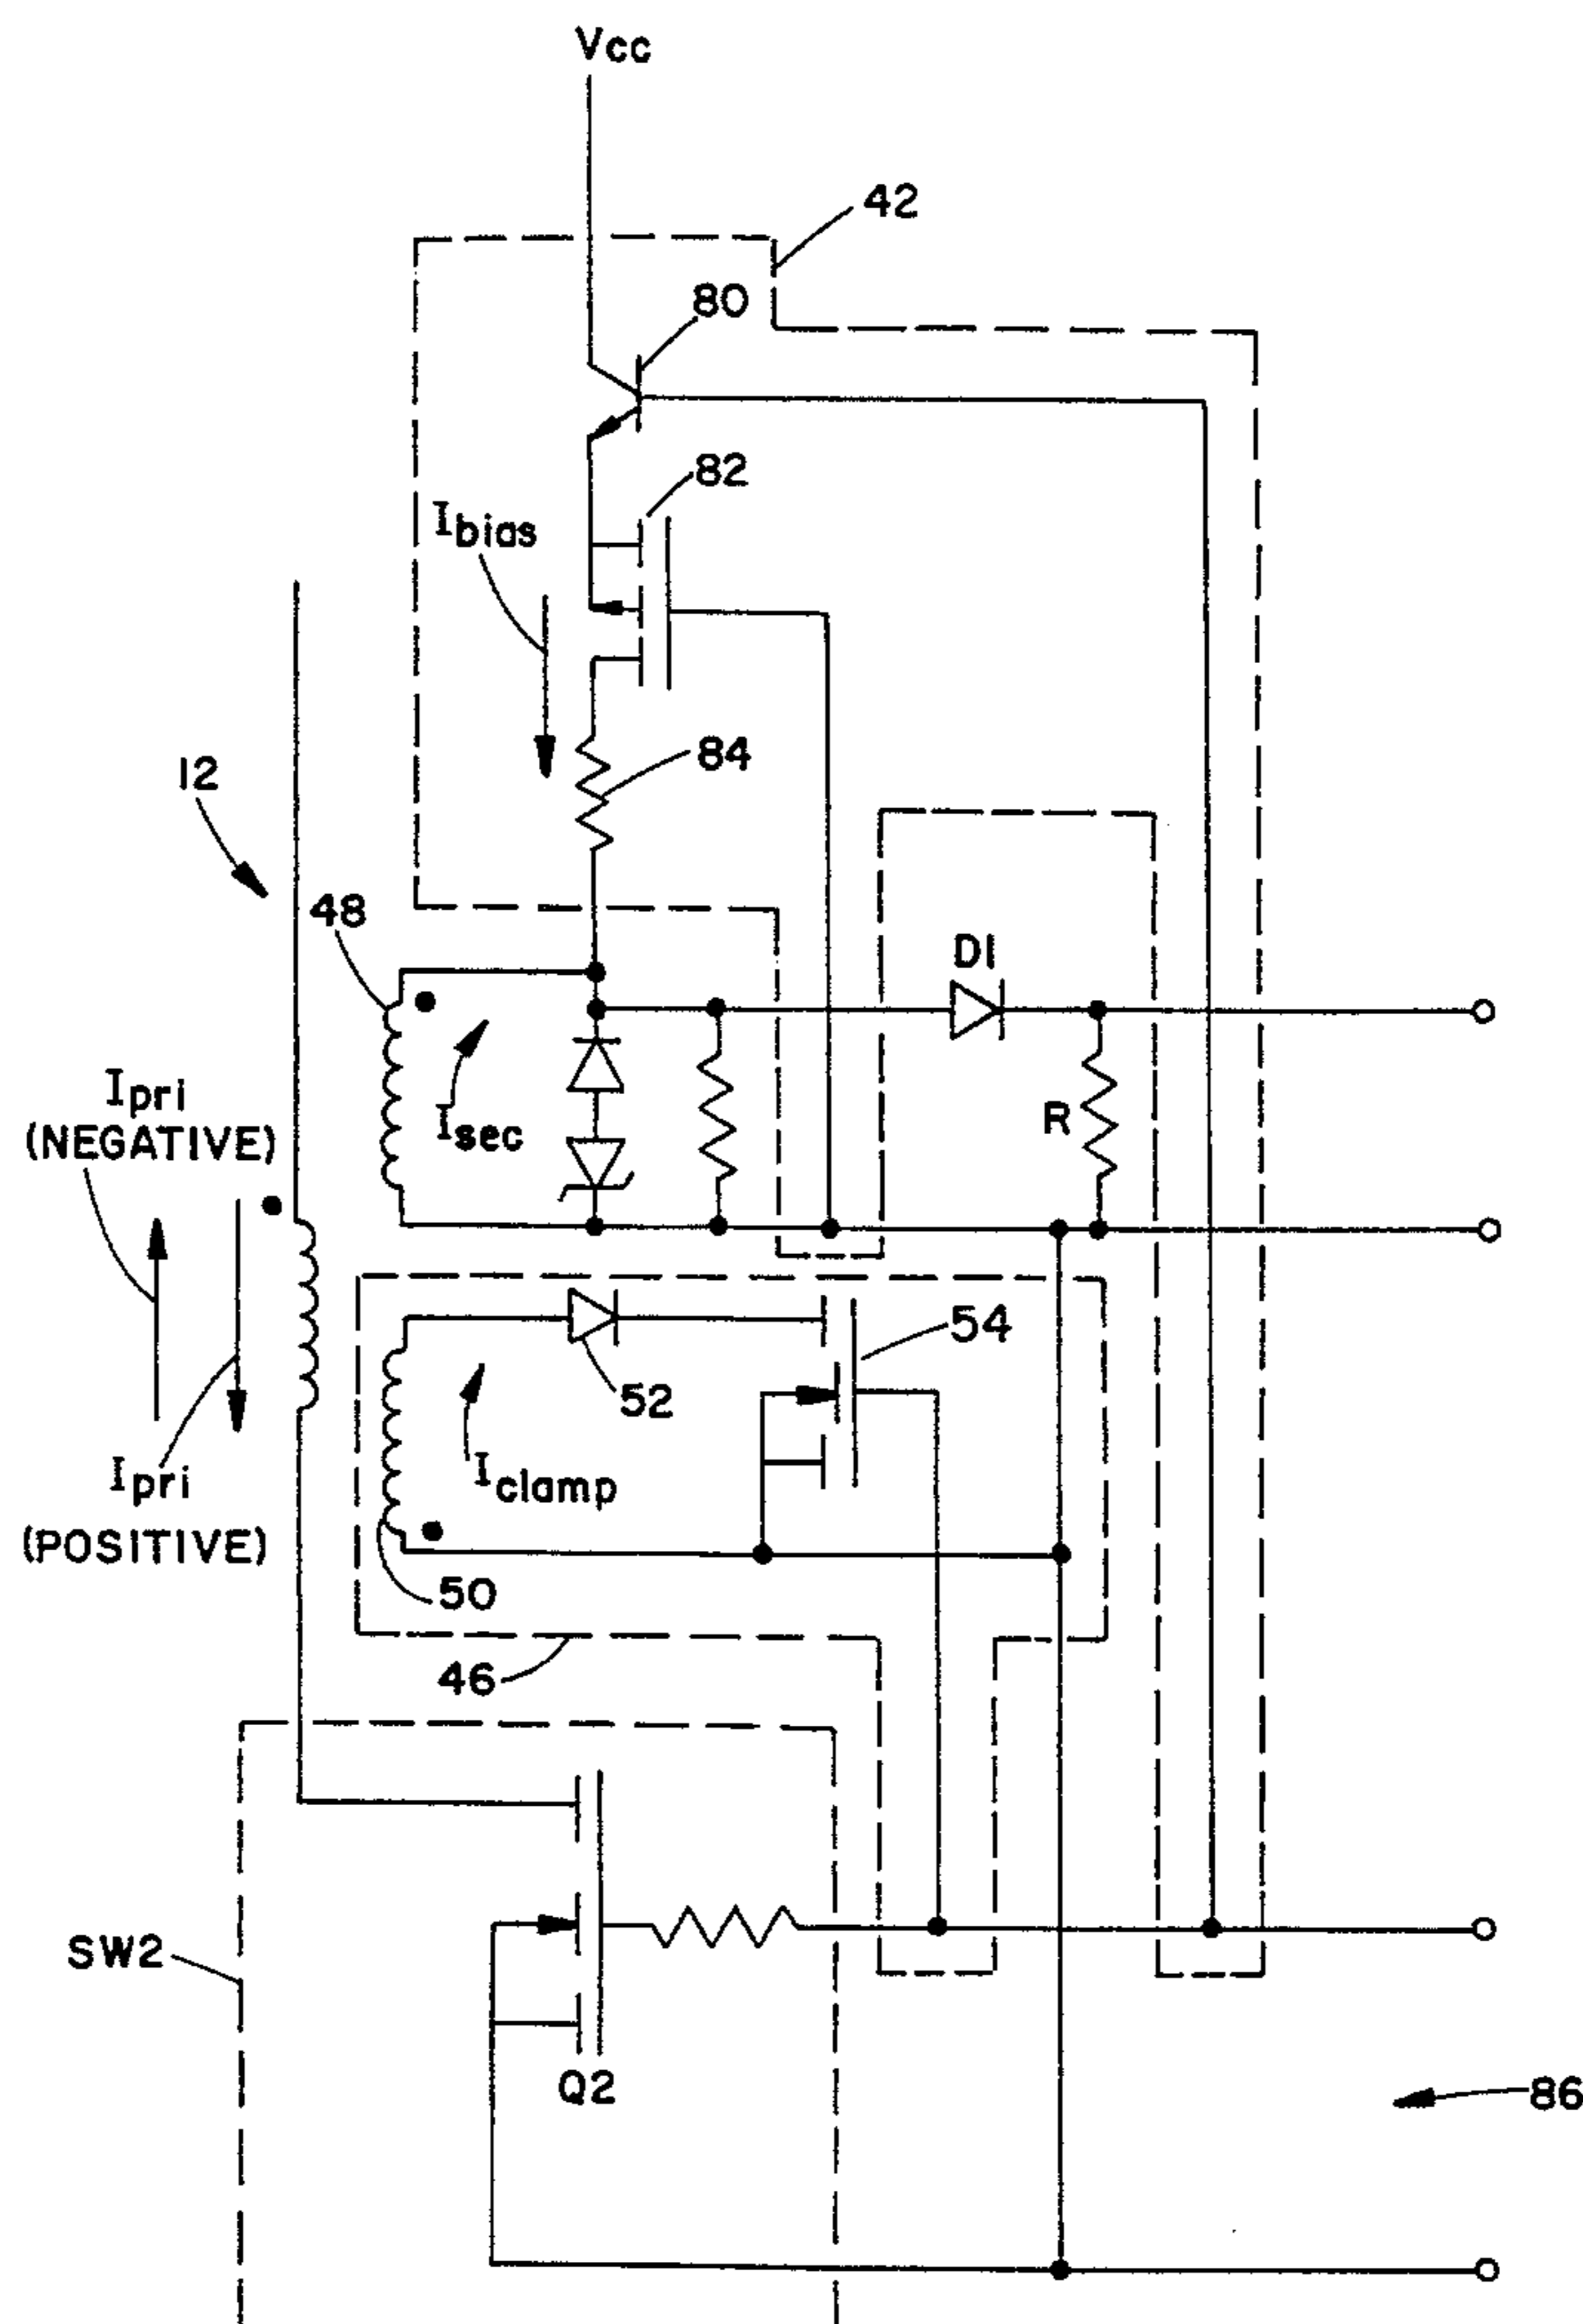 Vcc
42
80
82
Ibias
84
12
48
D1
Isec
R
Ipri
(NEGATIVE)
54
52
Iclamp
Ipri
(POSITIVE)
50
46
SW2
Q2
86